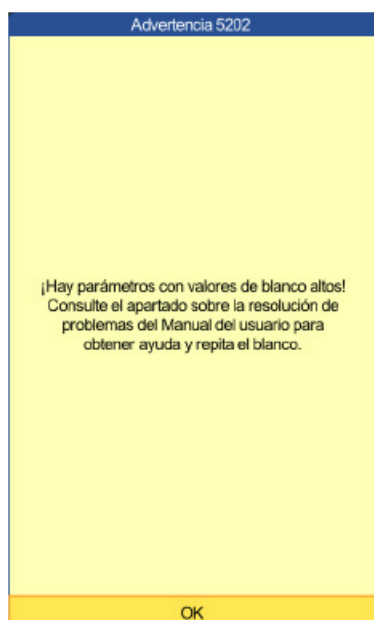 Advertencia 5202
¡Hay parámetros con valores de blanco altos!
Consulte el apartado sobre la resolución de
problemas del Manual del usuario para
obtener ayuda y repita el blanco.
OK